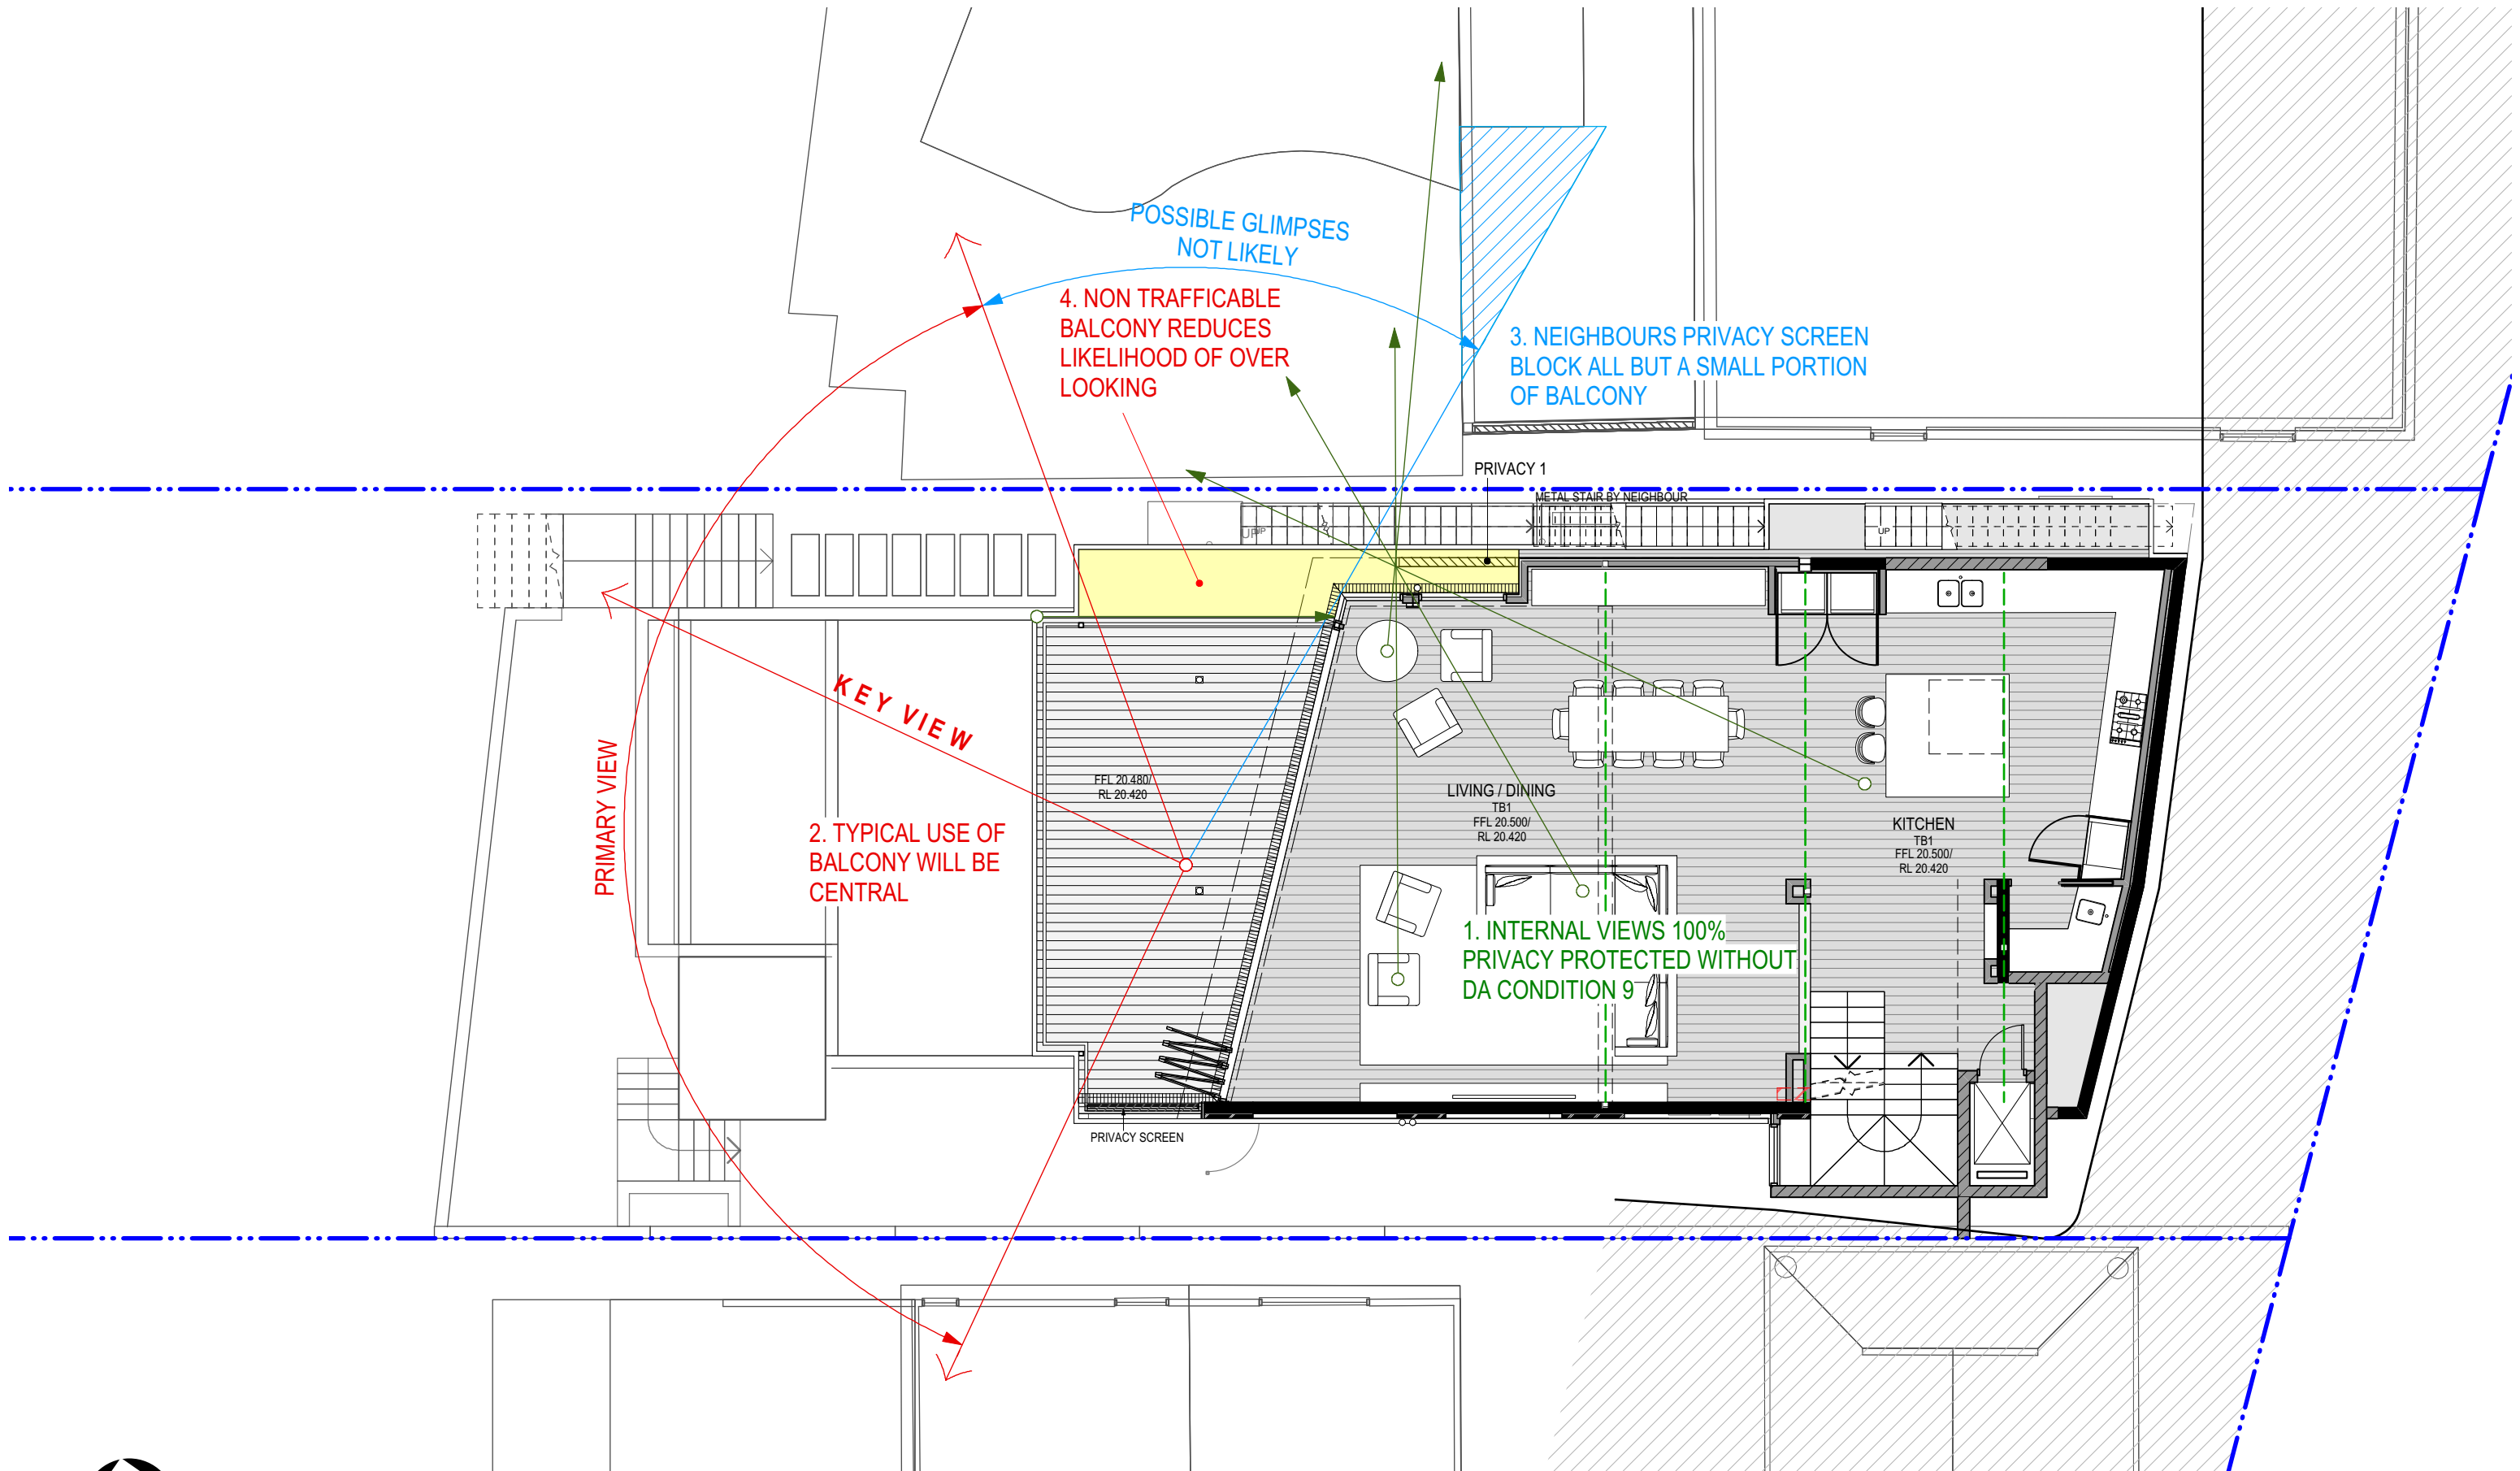 POSSIBLE GLIMPSES
NOT LIKELY
4. NON TRAFFICABLE
BALCONY REDUCES
LIKELIHOOD OF OVER
LOOKING
3. NEIGHBOURS PRIVACY SCREEN
BLOCK ALL BUT A SMALL PORTION
OF BALCONY
PRIVACY 1
METAL STAIR BY NEIGHBOUR
UP
UP
UP
KEY VIEW
PRIMARY VIEW
FFL 20.480/
RL 20.420
2. TYPICAL USE OF
BALCONY WILL BE
CENTRAL
LIVING / DINING
TB1
FFL 20.500/
RL 20.420
KITCHEN
TB1
FFL 20.500/
RL 20.420
1. INTERNAL VIEWS 100%
PRIVACY PROTECTED WITHOUT
DA CONDITION 9
PRIVACY SCREEN